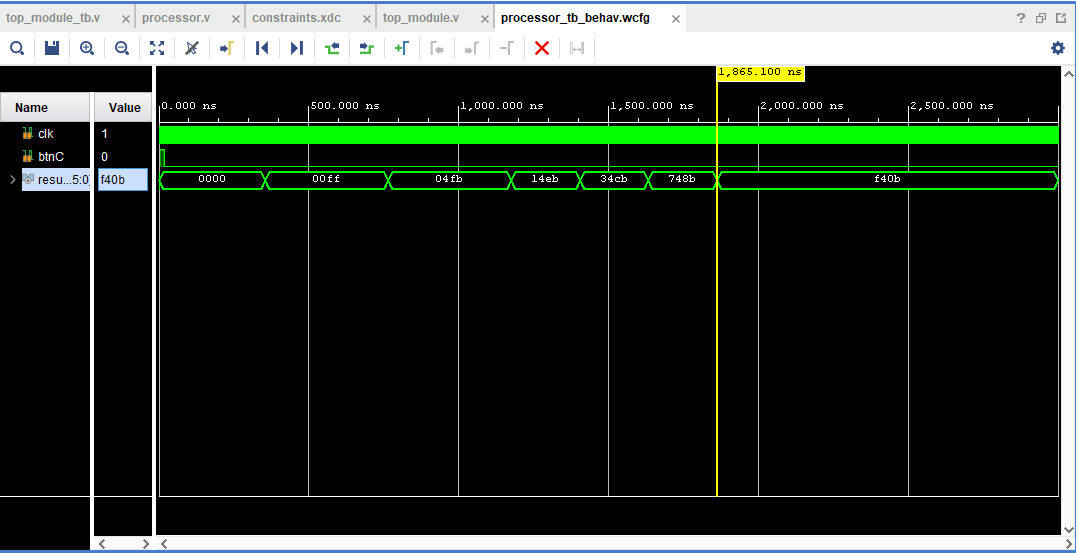 top_module_tb.v × processor.v × constraints.xdc × top_module.v × processor_tb_behav.wcfg ×
?
1,865.100 ns
Name Value
0.000 ns 500.000 ns 1,000.000 ns 1,500.000 ns 2,000.000 ns 2,500.000 ns
clk 1
btnC 0
resu...5:0] f40b 0000 00ff 04fb 14eb 34cb 748b f40b